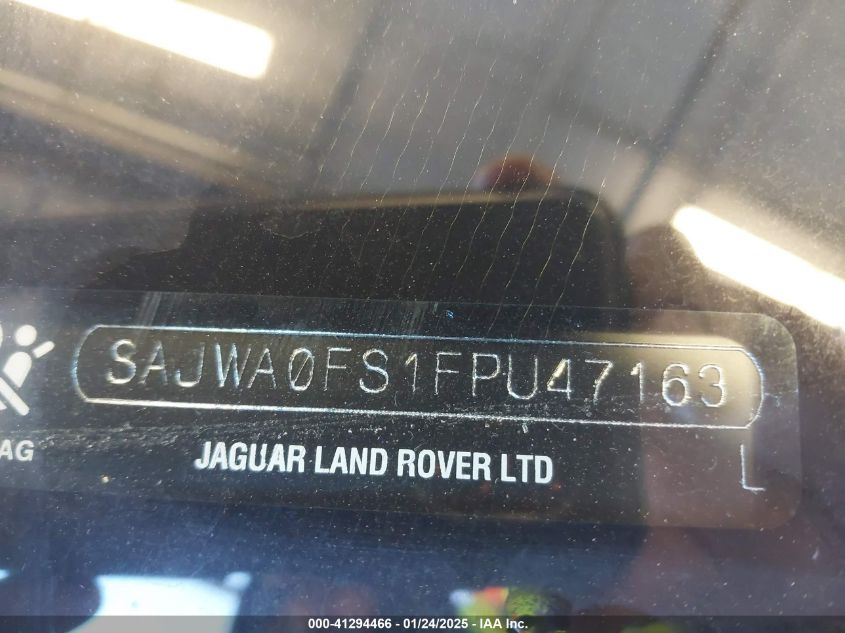 SAJWA0FS1FPU47163
AG
JAGUAR LAND ROVER LTD
L
000-41294466 - 01/24/2025 - IAA Inc.